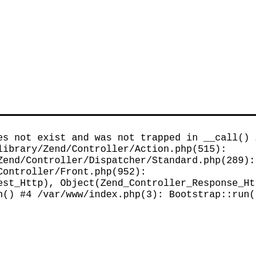 es not exist and was not trapped in __call()
library/Zend/Controller/Action.php(515):
Zend/Controller/Dispatcher/Standard.php(289):
Controller/Front.php(952):
est_Http), Object(Zend_Controller_Response_Ht
n() #4 /var/www/index.php(3): Bootstrap::run(